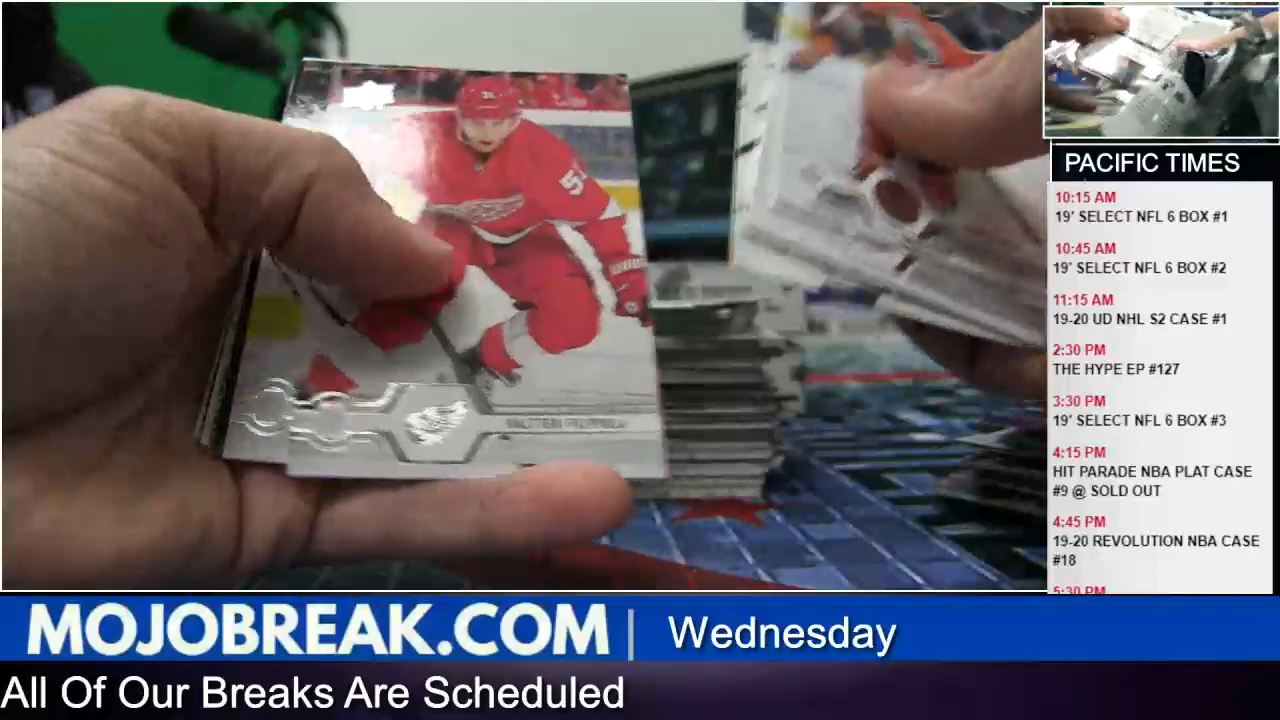 PACIFIC TIMES
10:15 AM
19' SELECT NFL 6 BOX #1
10:45 AM
19' SELECT NFL 6 BOX #2
11:15 AM
19-20 UD NHL S2 CASE #1
2:30 PM
THE HYPE EP #127
3:30 PM
19' SELECT NFL 6 BOX #3
4:15 PM
HIT PARADE NBA PLAT CASE
#9 @ SOLD OUT
4:45 PM
19-20 REVOLUTION NBA CASE
#18
5:30 PM
MOJOBREAK.COM | Wednesday
All Of Our Breaks Are Scheduled